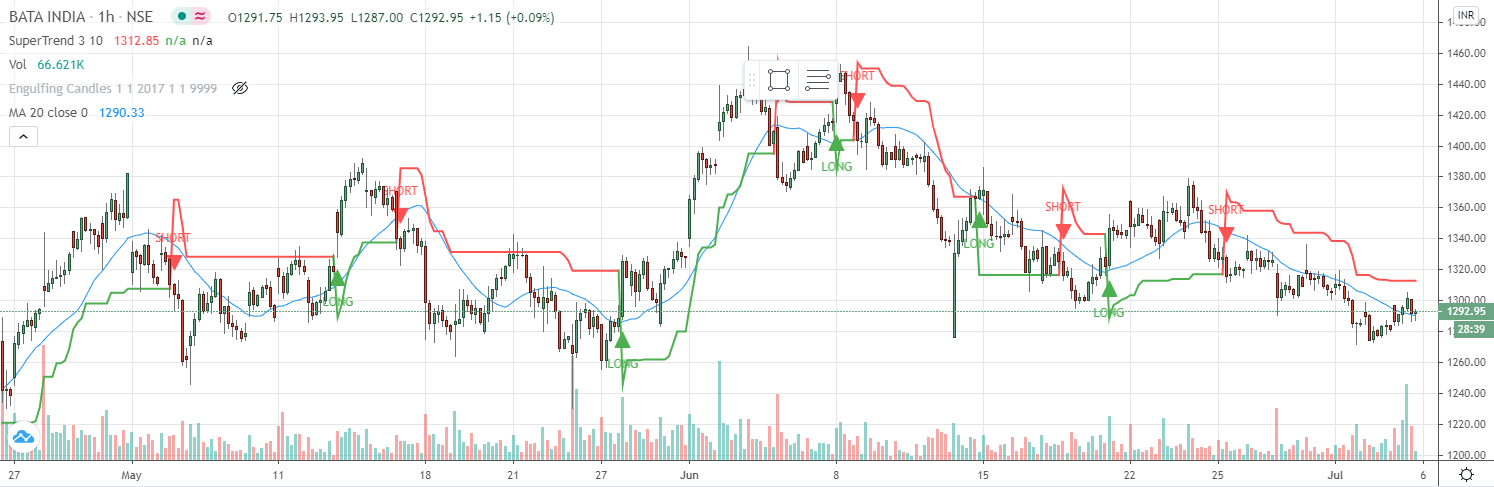 BATA INDIA · 1h · NSE O1291.75 H1293.95 L1287.00 C1292.95 +1.15 (+0.09%)
SuperTrend 3 10 1312.85 n/a n/a
Vol 66.621K
Engulfing Candles 1 1 2017 1 1 9999
MA 20 close 0 1290.33
INR
1460.00
1440.00
1420.00
1400.00
1380.00
1360.00
1340.00
1320.00
1300.00
1292.95
28:39
1260.00
1240.00
1220.00
1200.00
SHORT
LONG
SHORT
LONG
SHORT
LONG
LONG
SHORT
LONG
SHORT
27 May 11 18 21 27 Jun 8 15 22 25 Jul 6